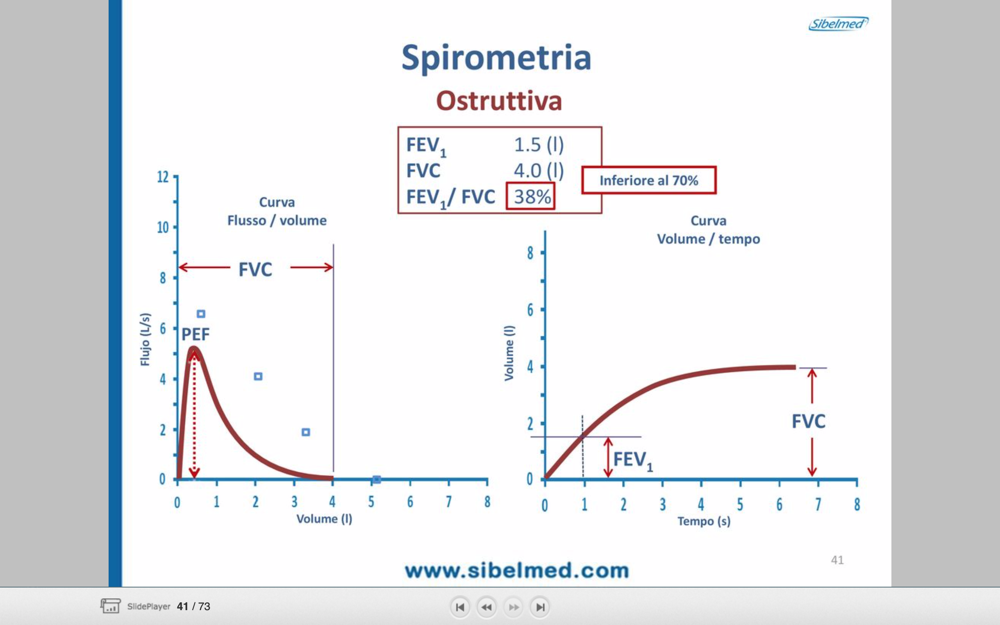 Sibelmed
Spirometria
Ostruttiva
FEV1 1.5 (l)
FVC 4.0 (l)
FEV1/ FVC 38%
Inferiore al 70%
Curva
Flusso / volume
12
10
8
6
4
2
0
Flujo (L/s)
FVC
PEF
0 1 2 3 4 5 6 7 8
Volume (l)
Curva
Volume / tempo
8
6
4
2
0
Volume (l)
FVC
FEV1
0 1 2 3 4 5 6 7 8
Tempo (s)
41
www.sibelmed.com
SlidePlayer 41 / 73